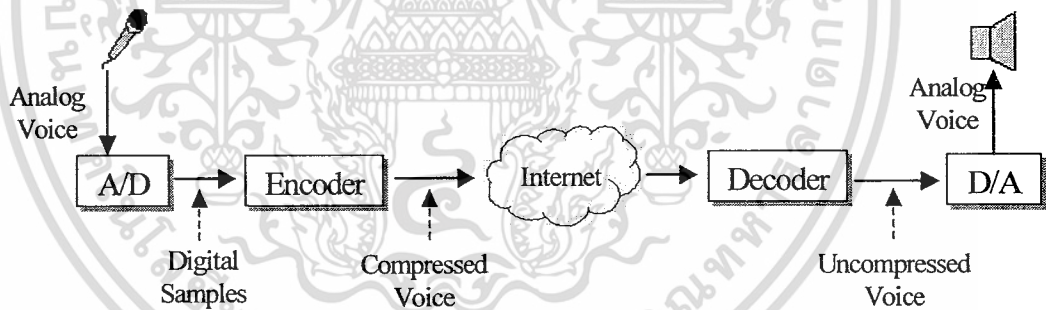 Analog
Voice
A/D
Encoder
Internet
Decoder
D/A
Analog
Voice
Digital
Samples
Compressed
Voice
Uncompressed
Voice